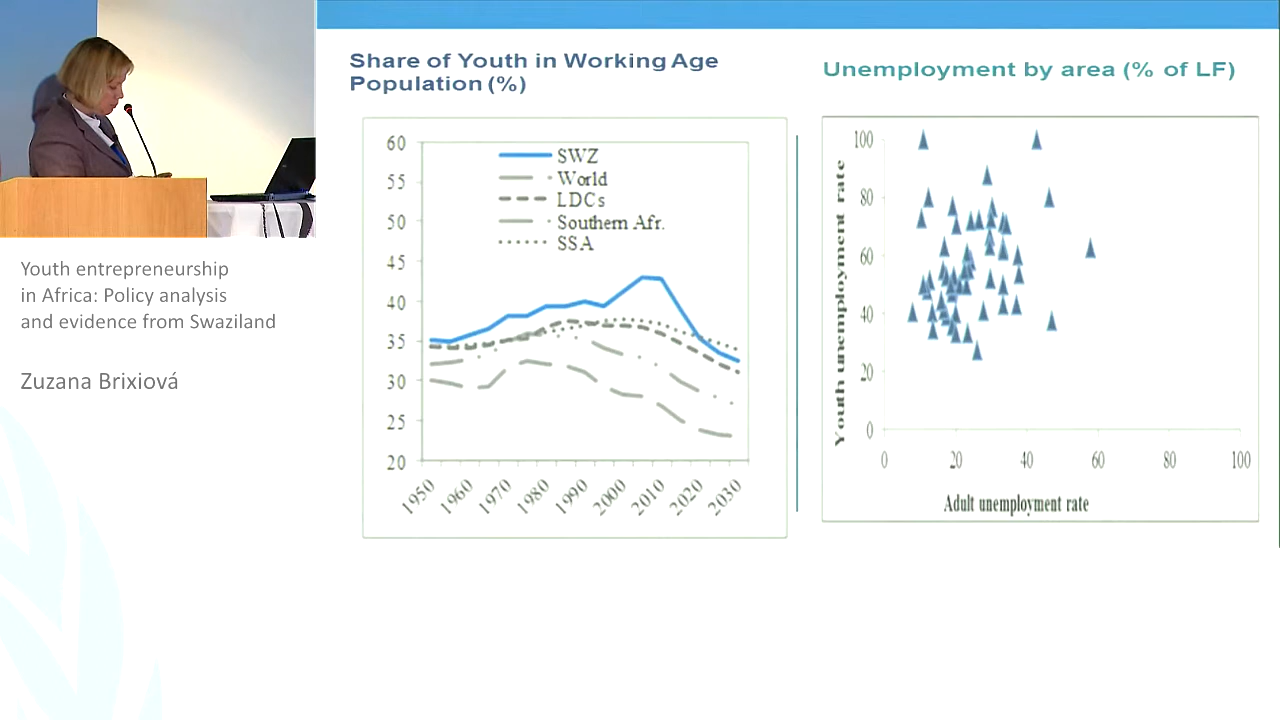 Share of Youth in Working Age
Population (%)
60
55
50
45
40
35
30
25
20
SWZ
World
LDCs
Southern Afr.
SSA
1950
1960
1970
1980
1990
2000
2010
2020
2030
Unemployment by area (% of LF)
Youth unemployment rate
100
80
60
40
20
0
0
20
40
60
80
100
Adult unemployment rate
Youth entrepreneurship
in Africa: Policy analysis
and evidence from Swaziland
Zuzana Brixiová